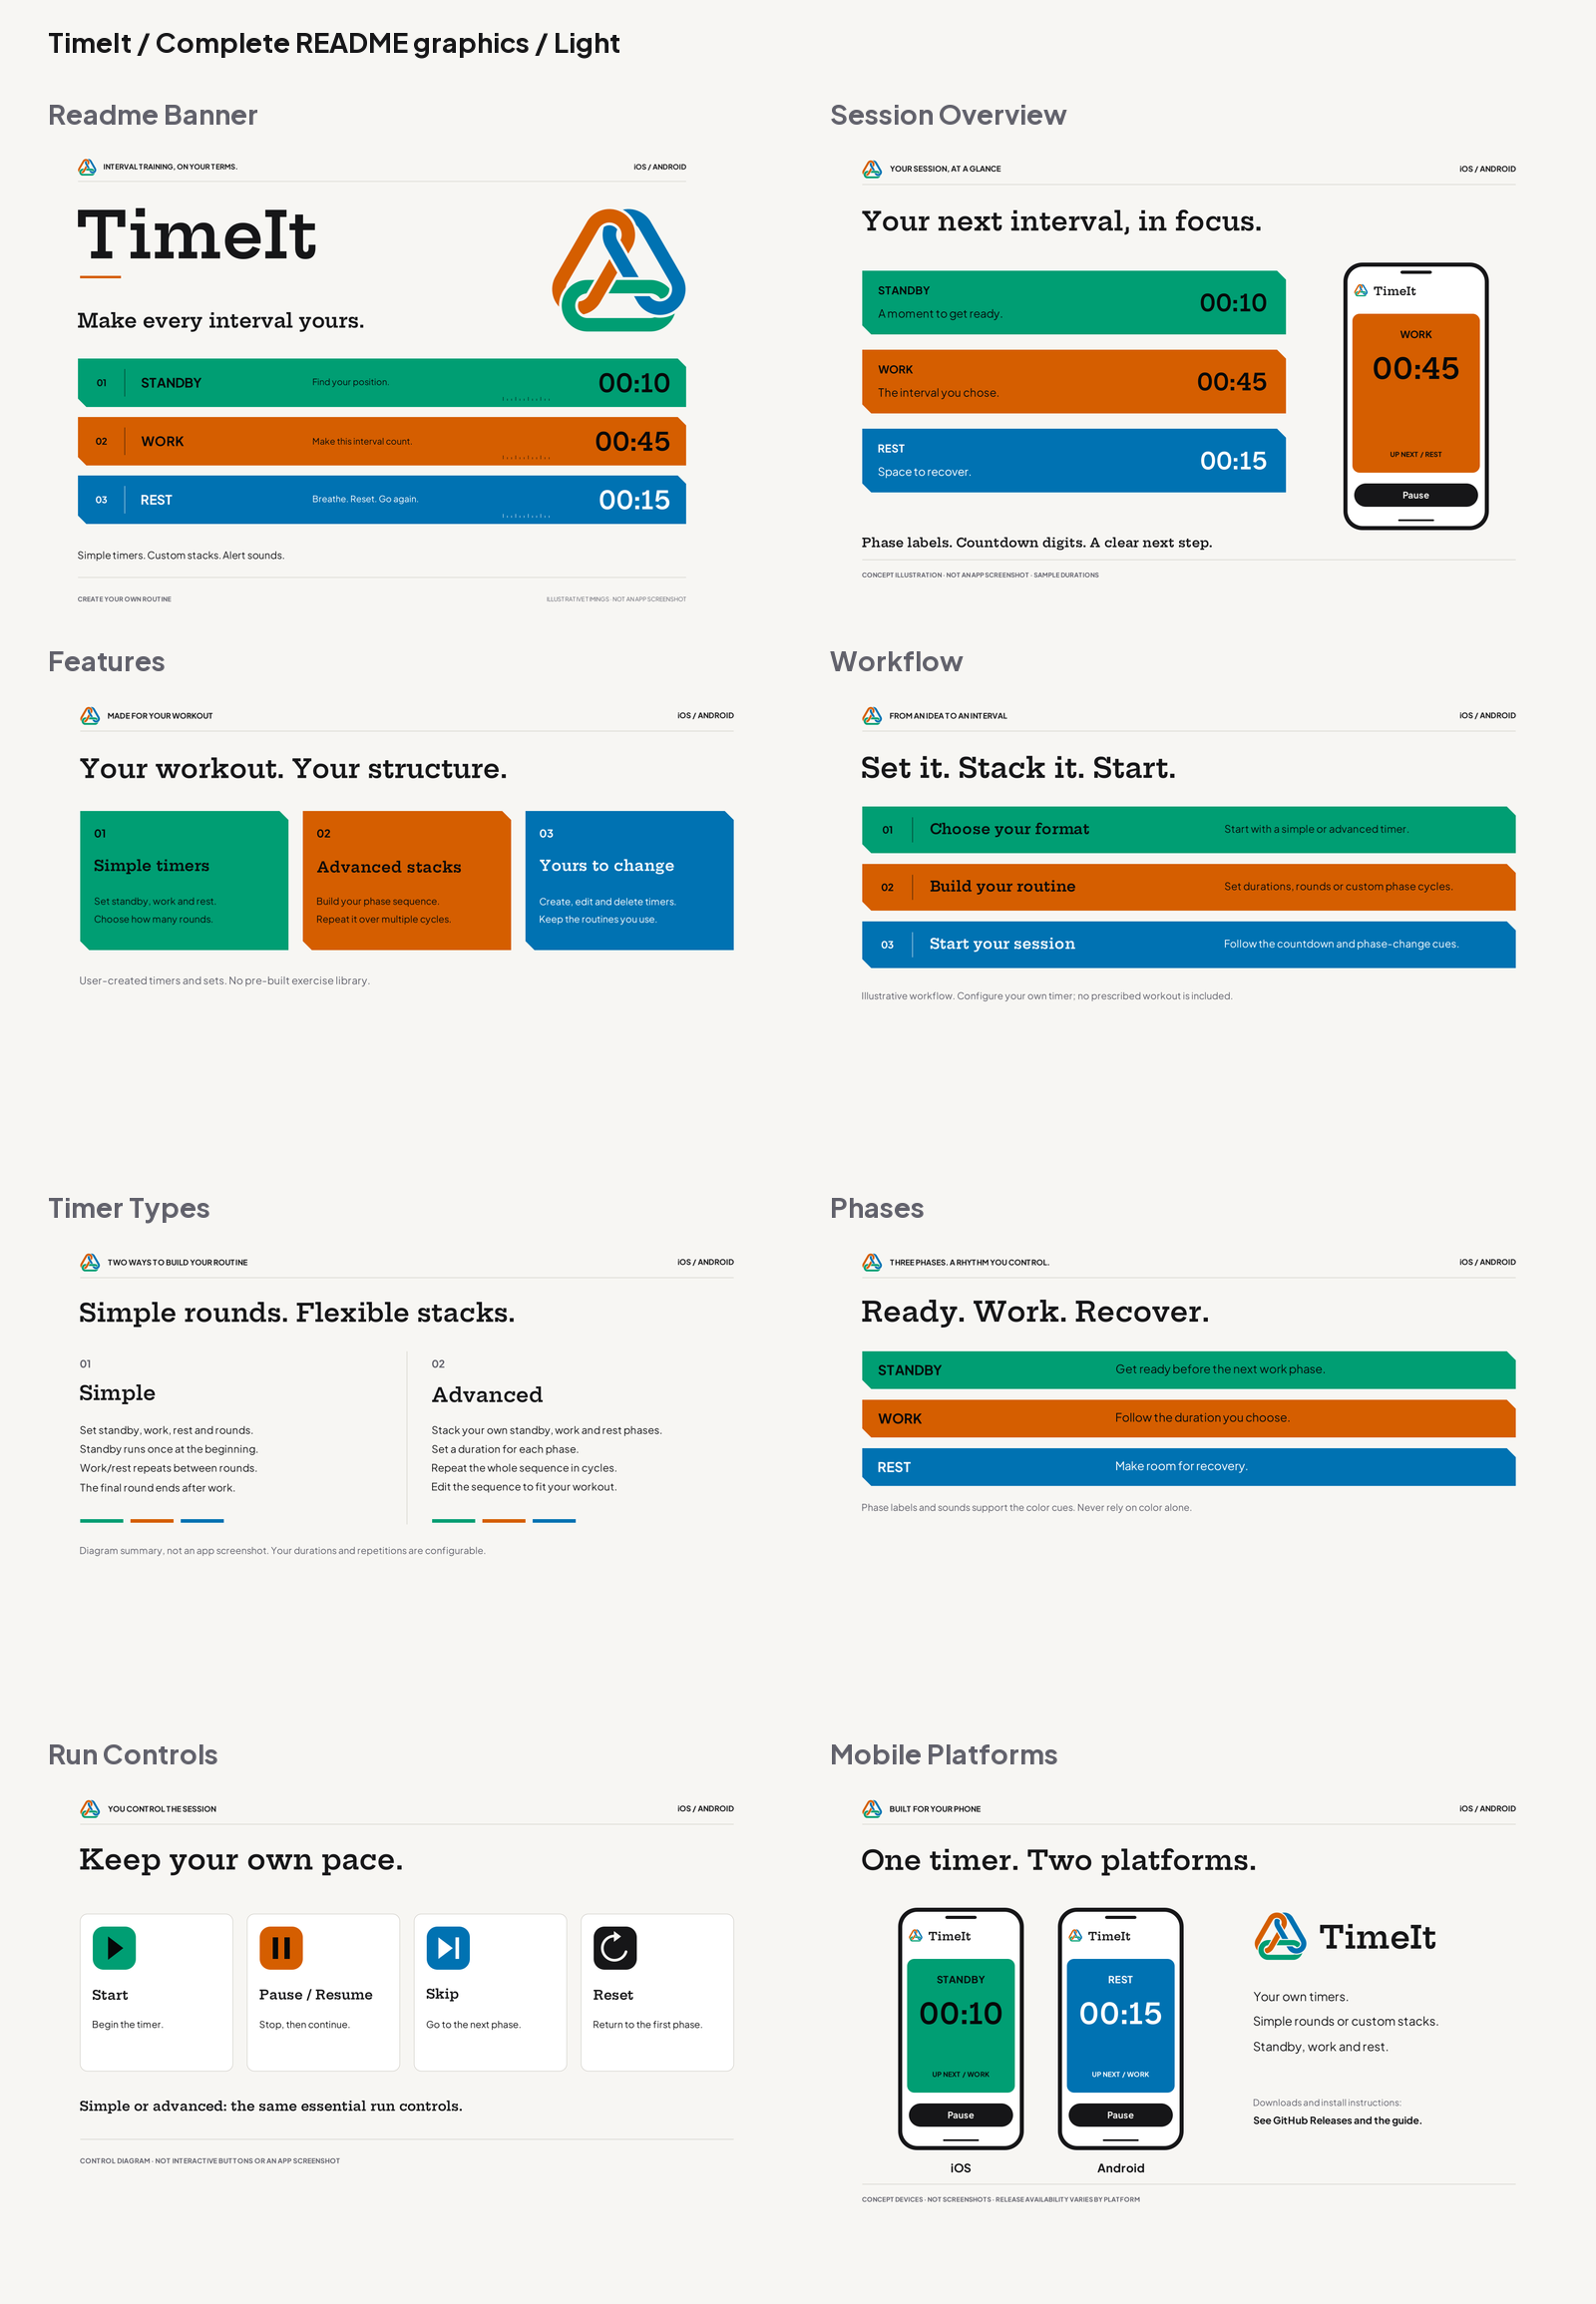 TimeIt / Complete README graphics / Light
Readme Banner
INTERVAL TRAINING, ON YOUR TERMS.
iOS / ANDROID
TimeIt
Make every interval yours.
01
STANDBY
Find your position.
00:10
02
WORK
Make this interval count.
00:45
03
REST
Breathe. Reset. Go again.
00:15
Simple timers. Custom stacks. Alert sounds.
CREATE YOUR OWN ROUTINE
ILLUSTRATIVE TIMINGS · NOT AN APP SCREENSHOT
Session Overview
YOUR SESSION, AT A GLANCE
iOS / ANDROID
Your next interval, in focus.
STANDBY
A moment to get ready.
00:10
WORK
The interval you chose.
00:45
REST
Space to recover.
00:15
TimeIt
WORK
00:45
UP NEXT / REST
Pause
Phase labels. Countdown digits. A clear next step.
CONCEPT ILLUSTRATION · NOT AN APP SCREENSHOT · SAMPLE DURATIONS
Features
MADE FOR YOUR WORKOUT
iOS / ANDROID
Your workout. Your structure.
01
Simple timers
Set standby, work and rest.
Choose how many rounds.
02
Advanced stacks
Build your phase sequence.
Repeat it over multiple cycles.
03
Yours to change
Create, edit and delete timers.
Keep the routines you use.
User-created timers and sets. No pre-built exercise library.
Workflow
FROM AN IDEA TO AN INTERVAL
iOS / ANDROID
Set it. Stack it. Start.
01
Choose your format
Start with a simple or advanced timer.
02
Build your routine
Set durations, rounds or custom phase cycles.
03
Start your session
Follow the countdown and phase-change cues.
Illustrative workflow. Configure your own timer; no prescribed workout is included.
Timer Types
TWO WAYS TO BUILD YOUR ROUTINE
iOS / ANDROID
Simple rounds. Flexible stacks.
01
Simple
Set standby, work, rest and rounds.
Standby runs once at the beginning.
Work/rest repeats between rounds.
The final round ends after work.
02
Advanced
Stack your own standby, work and rest phases.
Set a duration for each phase.
Repeat the whole sequence in cycles.
Edit the sequence to fit your workout.
Diagram summary, not an app screenshot. Your durations and repetitions are configurable.
Phases
THREE PHASES. A RHYTHM YOU CONTROL.
iOS / ANDROID
Ready. Work. Recover.
STANDBY
Get ready before the next work phase.
WORK
Follow the duration you choose.
REST
Make room for recovery.
Phase labels and sounds support the color cues. Never rely on color alone.
Run Controls
YOU CONTROL THE SESSION
iOS / ANDROID
Keep your own pace.
Start
Begin the timer.
Pause / Resume
Stop, then continue.
Skip
Go to the next phase.
Reset
Return to the first phase.
Simple or advanced: the same essential run controls.
CONTROL DIAGRAM · NOT INTERACTIVE BUTTONS OR AN APP SCREENSHOT
Mobile Platforms
BUILT FOR YOUR PHONE
iOS / ANDROID
One timer. Two platforms.
TimeIt
STANDBY
00:10
UP NEXT / WORK
Pause
iOS
TimeIt
REST
00:15
UP NEXT / WORK
Pause
Android
TimeIt
Your own timers.
Simple rounds or custom stacks.
Standby, work and rest.
Downloads and install instructions:
See GitHub Releases and the guide.
CONCEPT DEVICES · NOT SCREENSHOTS · RELEASE AVAILABILITY VARIES BY PLATFORM